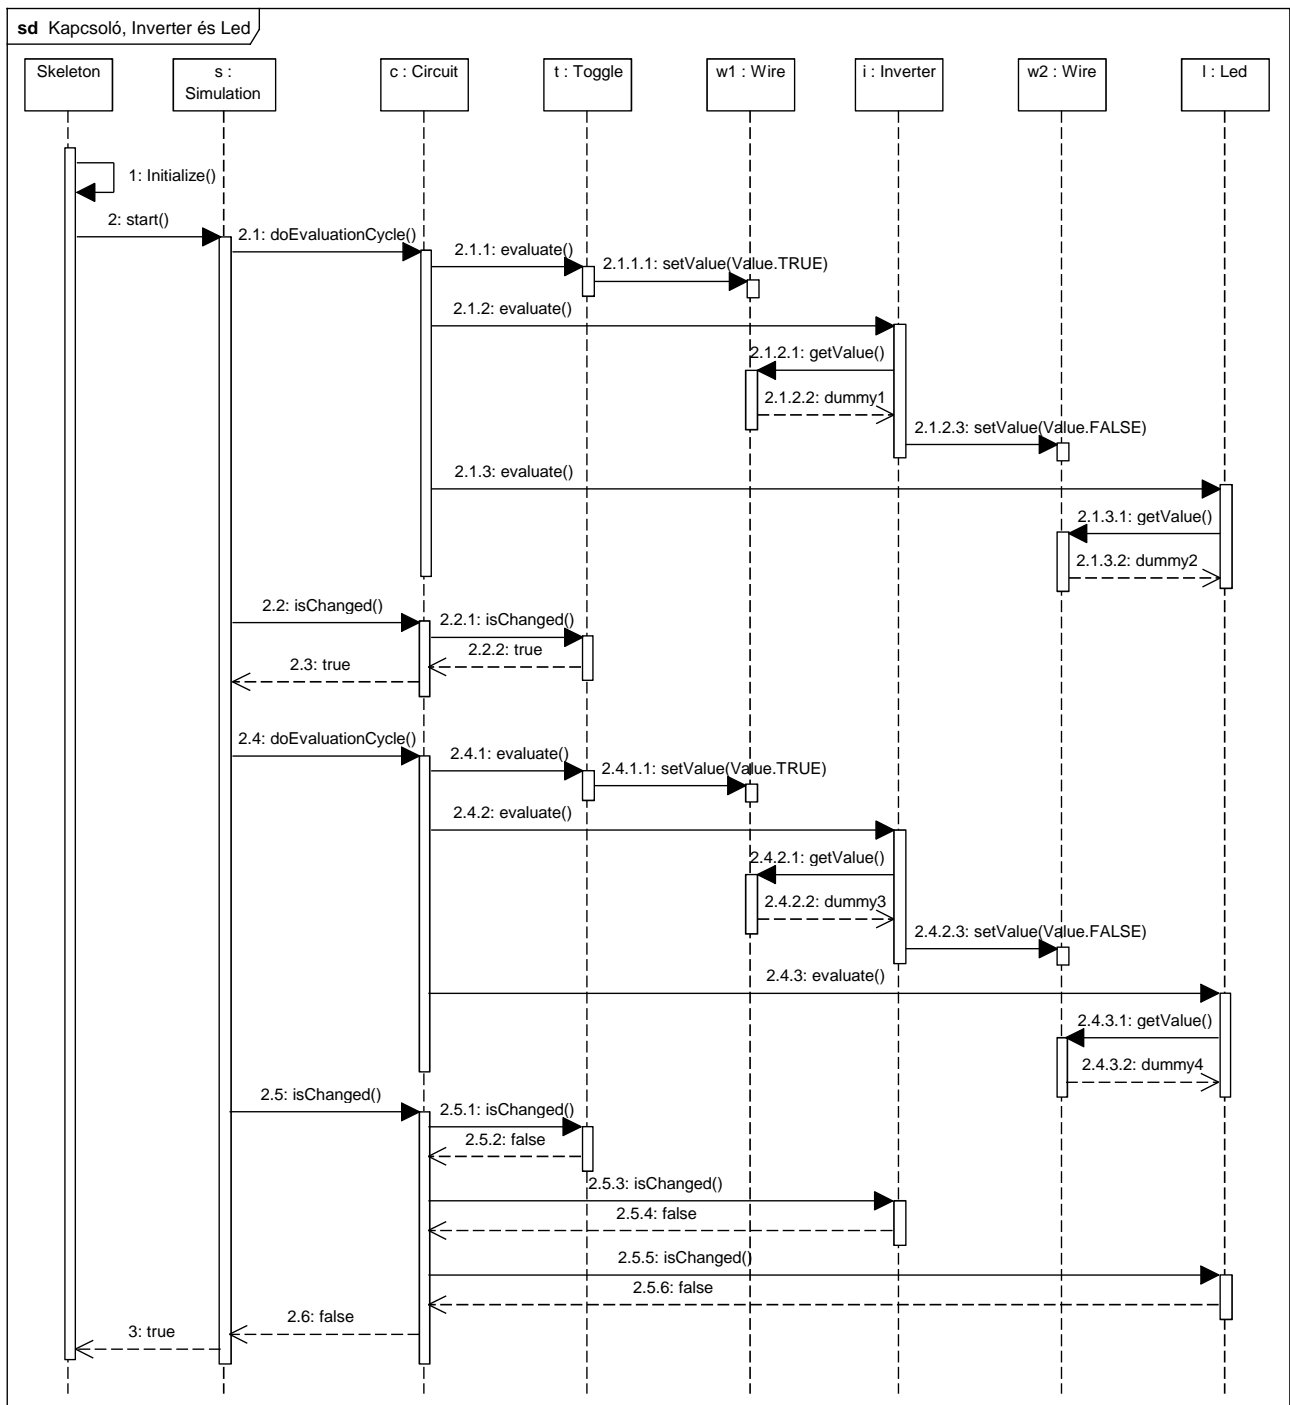 sd Kapcsoló, Inverter és Led
Skeleton
s :
Simulation
c : Circuit
t : Toggle
w1 : Wire
i : Inverter
w2 : Wire
l : Led
1: Initialize()
2: start()
2.1: doEvaluationCycle()
2.1.1: evaluate()
2.1.1.1: setValue(Value.TRUE)
2.1.2: evaluate()
2.1.2.1: getValue()
2.1.2.2: dummy1
2.1.2.3: setValue(Value.FALSE)
2.1.3: evaluate()
2.1.3.1: getValue()
2.1.3.2: dummy2
2.2: isChanged()
2.2.1: isChanged()
2.2.2: true
2.3: true
2.4: doEvaluationCycle()
2.4.1: evaluate()
2.4.1.1: setValue(Value.TRUE)
2.4.2: evaluate()
2.4.2.1: getValue()
2.4.2.2: dummy3
2.4.2.3: setValue(Value.FALSE)
2.4.3: evaluate()
2.4.3.1: getValue()
2.4.3.2: dummy4
2.5: isChanged()
2.5.1: isChanged()
2.5.2: false
2.5.3: isChanged()
2.5.4: false
2.5.5: isChanged()
2.5.6: false
2.6: false
3: true